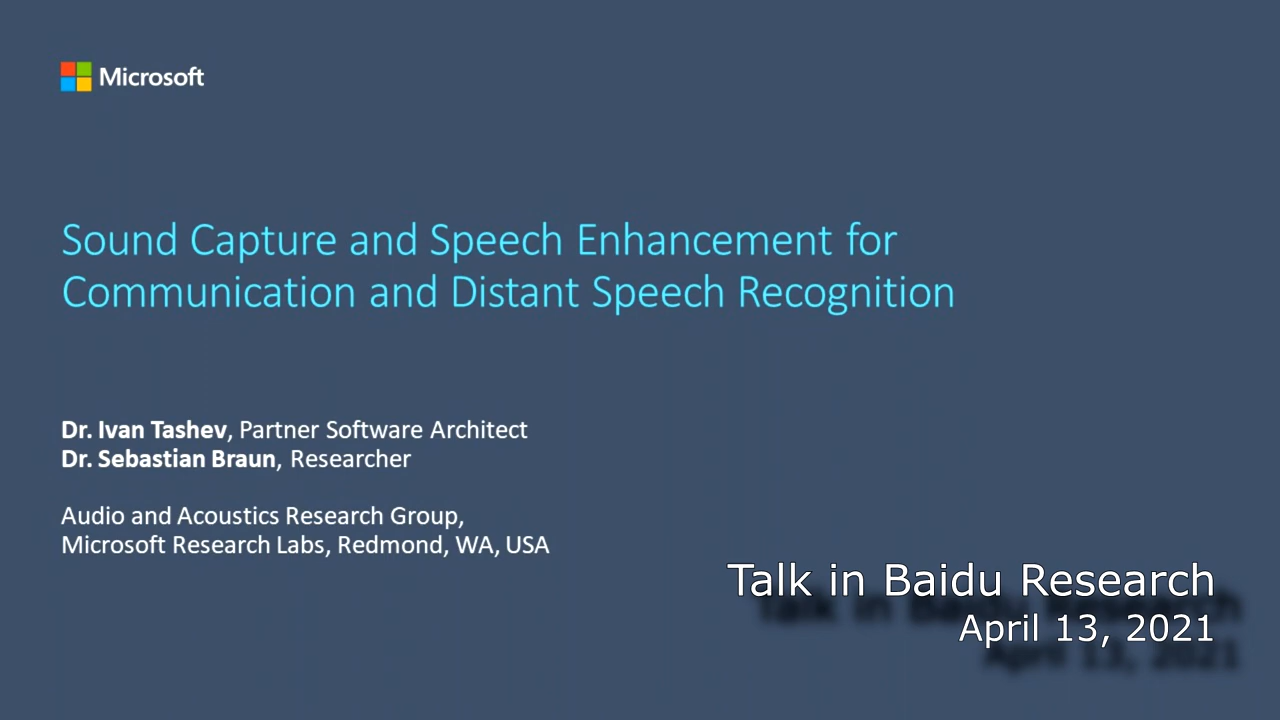 Microsoft
Sound Capture and Speech Enhancement for
Communication and Distant Speech Recognition
Dr. Ivan Tashev, Partner Software Architect
Dr. Sebastian Braun, Researcher
Audio and Acoustics Research Group,
Microsoft Research Labs, Redmond, WA, USA
Talk in Baidu Research
April 13, 2021